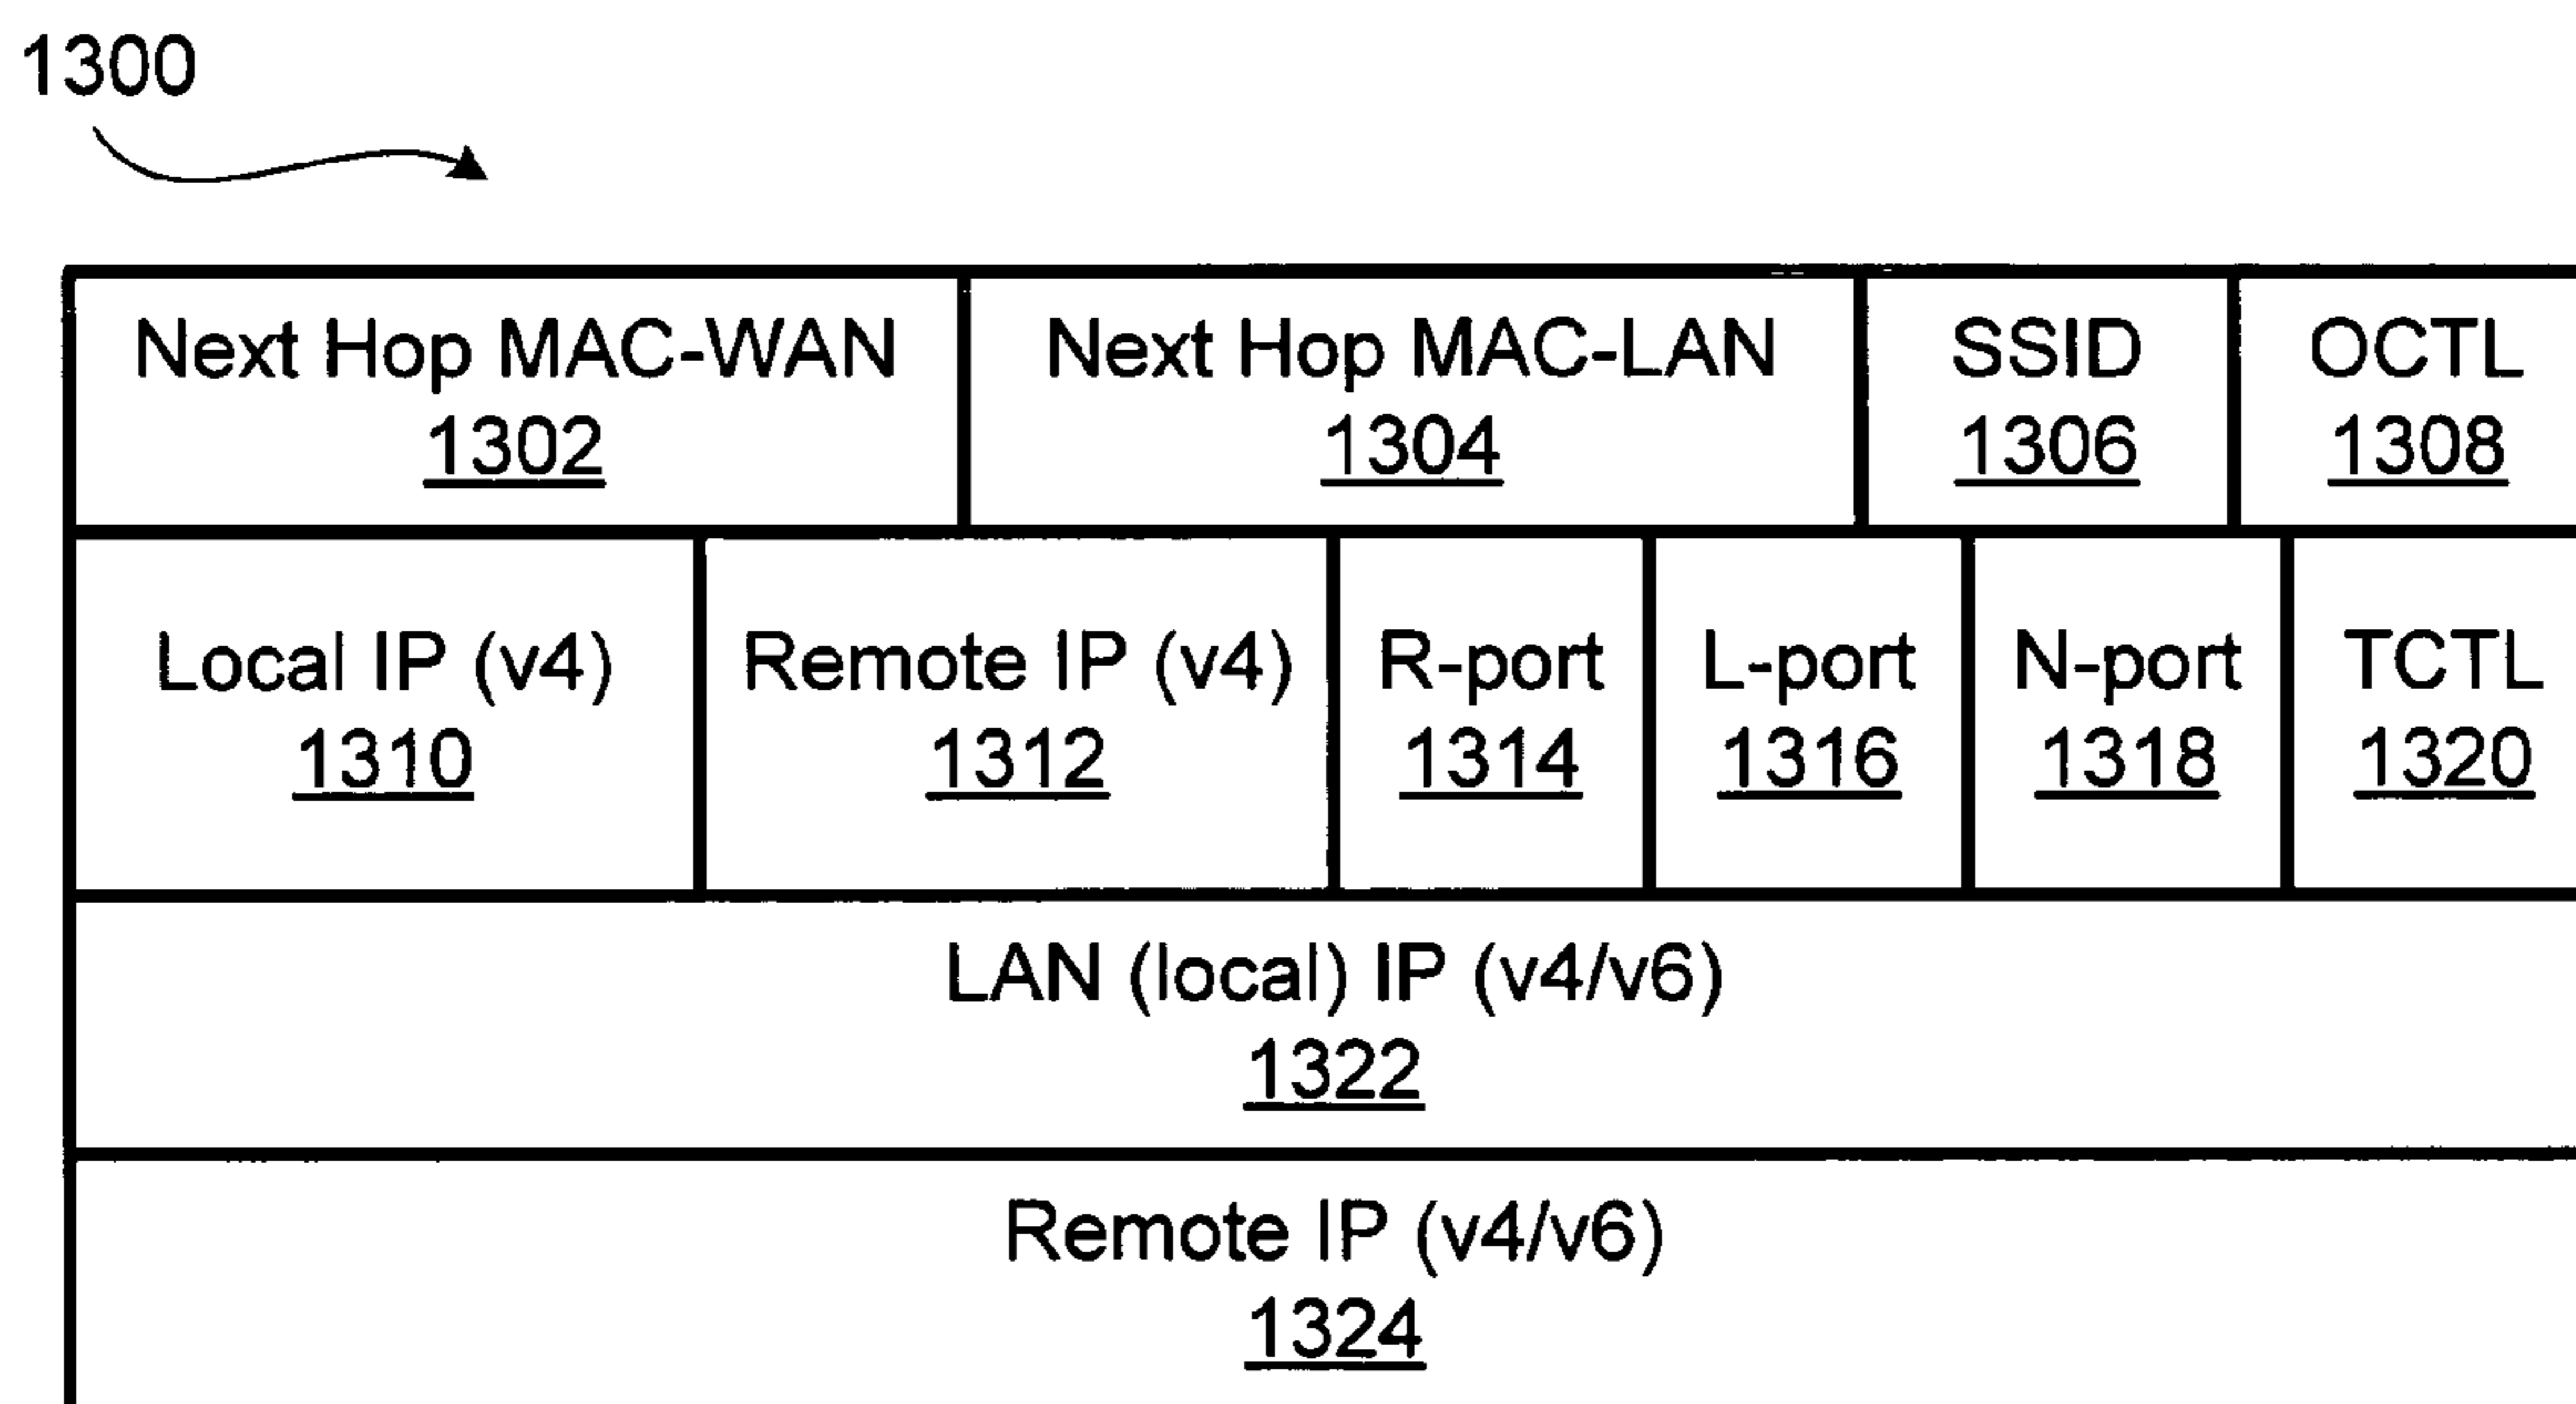 1300
Next Hop MAC-WAN Next Hop MAC-LAN SSID OCTL
1302 1304 1306 1308
Local IP (v4) Remote IP (v4) R-port L-port N-port TCTL
1310 1312 1314 1316 1318 1320
LAN (local) IP (v4/v6)
1322
Remote IP (v4/v6)
1324